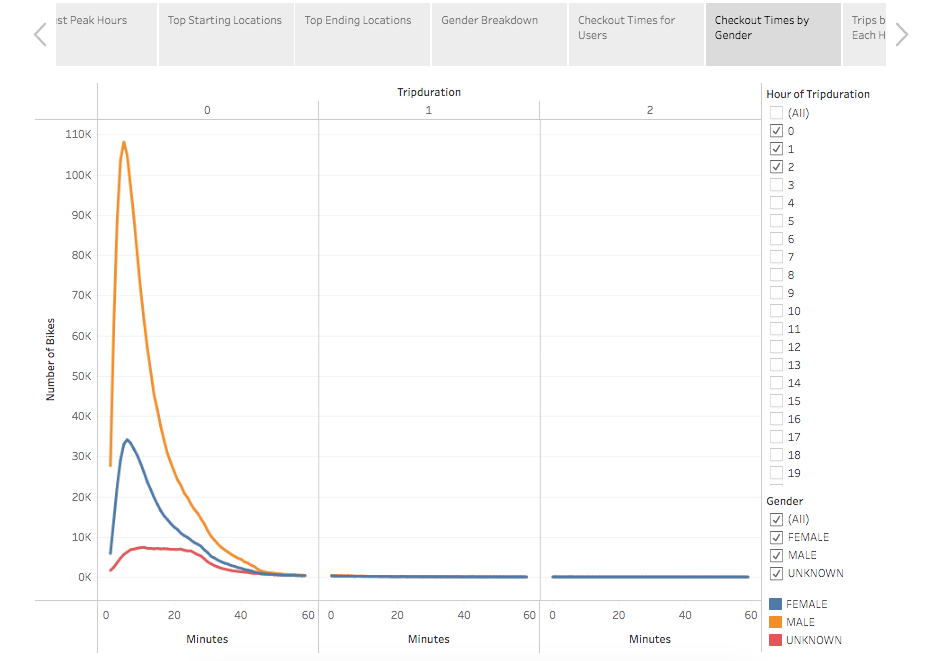 st Peak Hours
Top Starting Locations
Top Ending Locations
Gender Breakdown
Checkout Times for
Users
Checkout Times by
Gender
Trips b
Each H
Tripduration
0
1
2
110K
100K
90K
80K
70K
60K
50K
40K
30K
20K
10K
0K
Number of Bikes
0 20 40 60
0 20 40 60
0 20 40 60
Minutes
Minutes
Minutes
Hour of Tripduration
(All)
0
1
2
3
4
5
6
7
8
9
10
11
12
13
14
15
16
17
18
19
Gender
(All)
FEMALE
MALE
UNKNOWN
FEMALE
MALE
UNKNOWN